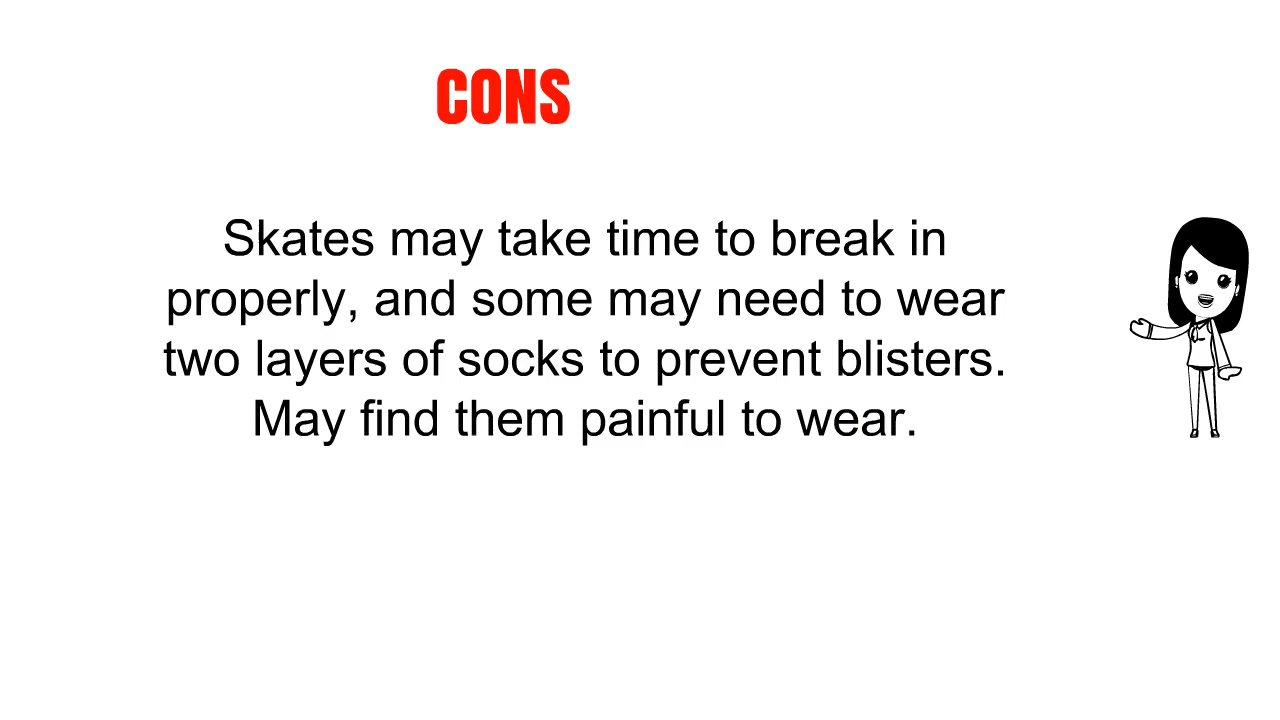 CONS
Skates may take time to break in
properly, and some may need to wear
two layers of socks to prevent blisters.
May find them painful to wear.